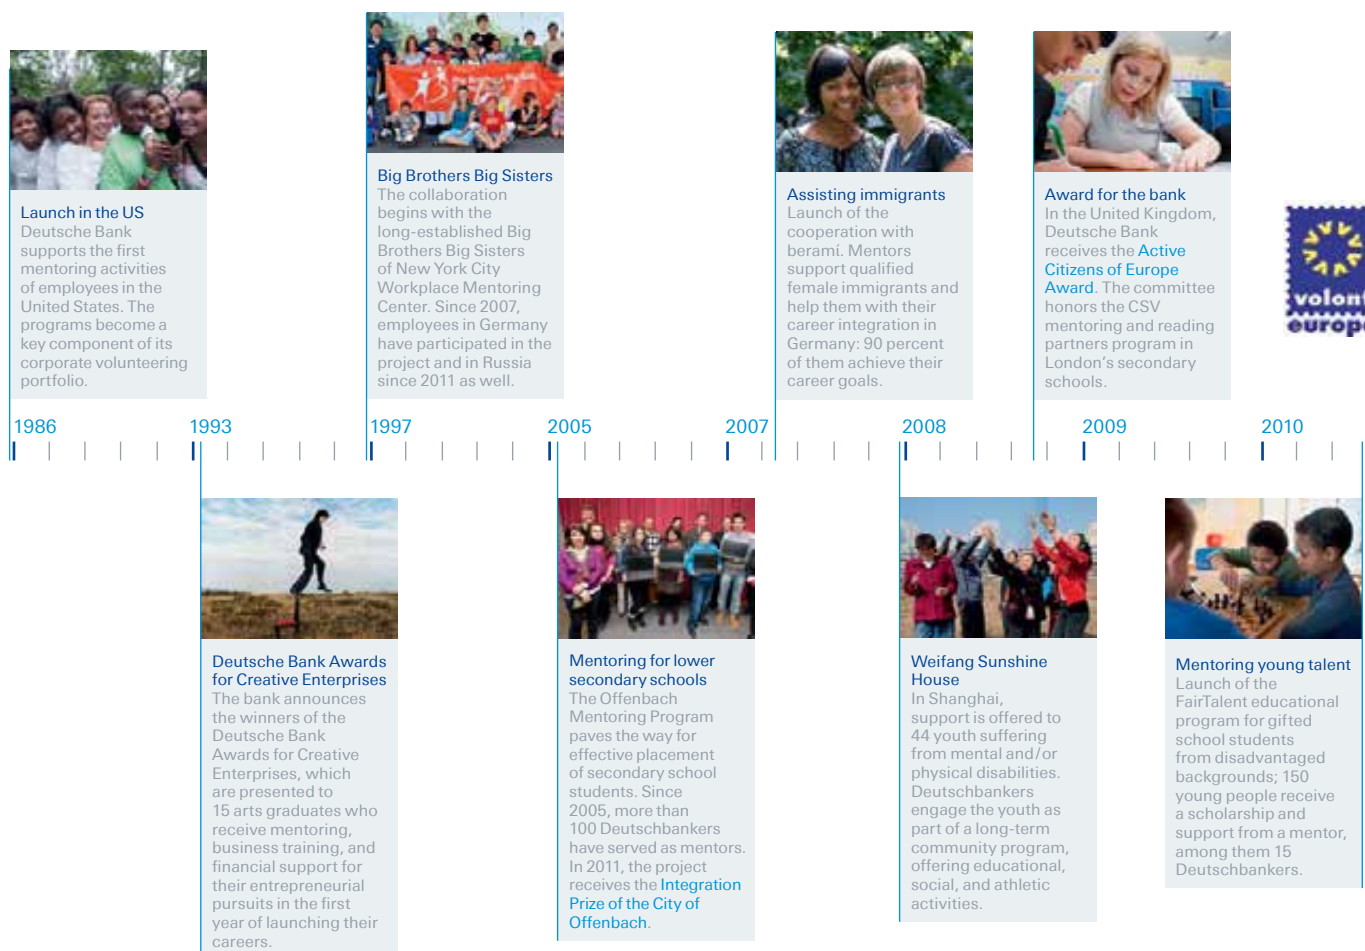 Big Brothers Big Sisters
The collaboration
begins with the
long-established Big
Brothers Big Sisters
of New York City
Workplace Mentoring
Center. Since 2007,
employees in Germany
have participated in the
project and in Russia
since 2011 as well.
Launch in the US
Deutsche Bank
supports the first
mentoring activities
of employees in the
United States. The
programs become a
key component of its
corporate volunteering
portfolio.
Assisting immigrants
Launch of the
cooperation with
beramí. Mentors
support qualified
female immigrants and
help them with their
career integration in
Germany: 90 percent
of them achieve their
career goals.
Award for the bank
In the United Kingdom,
Deutsche Bank
receives the Active
Citizens of Europe
Award. The committee
honors the CSV
mentoring and reading
partners program in
London's secondary
schools.
volont
europe
1986 1993 1997 2005 2007 2008 2009 2010
Deutsche Bank Awards
for Creative Enterprises
The bank announces
the winners of the
Deutsche Bank
Awards for Creative
Enterprises, which
are presented to
15 arts graduates who
receive mentoring,
business training, and
financial support for
their entrepreneurial
pursuits in the first
year of launching their
careers.
Mentoring for lower
secondary schools
The Offenbach
Mentoring Program
paves the way for
effective placement
of secondary school
students. Since
2005, more than
100 Deutschbankers
have served as mentors.
In 2011, the project
receives the Integration
Prize of the City of
Offenbach.
Weifang Sunshine
House
In Shanghai,
support is offered to
44 youth suffering
from mental and/or
physical disabilities.
Deutschbankers
engage the youth as
part of a long-term
community program,
offering educational,
social, and athletic
activities.
Mentoring young talent
Launch of the
FairTalent educational
program for gifted
school students
from disadvantaged
backgrounds; 150
young people receive
a scholarship and
support from a mentor,
among them 15
Deutschbankers.